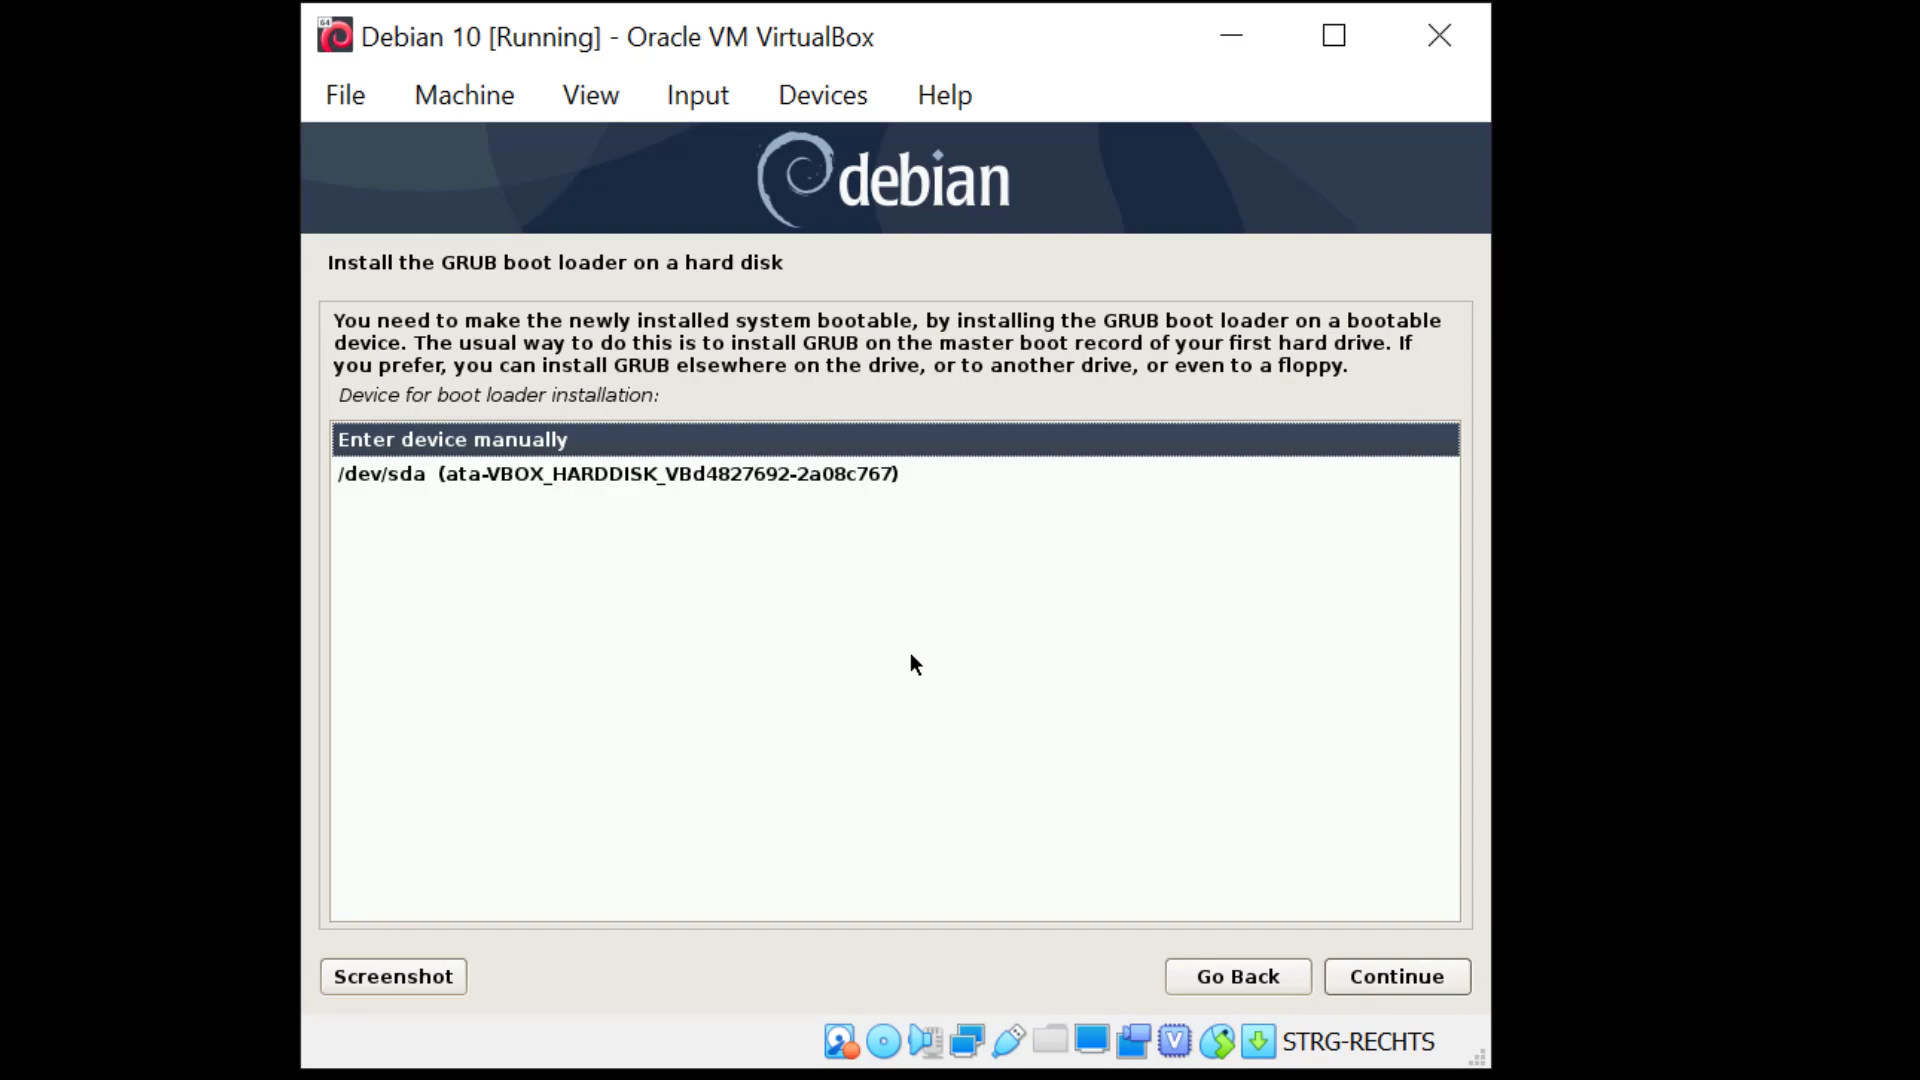 64
Debian 10 [Running] - Oracle VM VirtualBox
File Machine View Input Devices Help
debian
Install the GRUB boot loader on a hard disk
You need to make the newly installed system bootable, by installing the GRUB boot loader on a bootable
device. The usual way to do this is to install GRUB on the master boot record of your first hard drive. If
you prefer, you can install GRUB elsewhere on the drive, or to another drive, or even to a floppy.
Device for boot loader installation:
Enter device manually
/dev/sda (ata-VBOX_HARDDISK_VBd4827692-2a08c767)
Screenshot Go Back Continue
V STRG-RECHTS